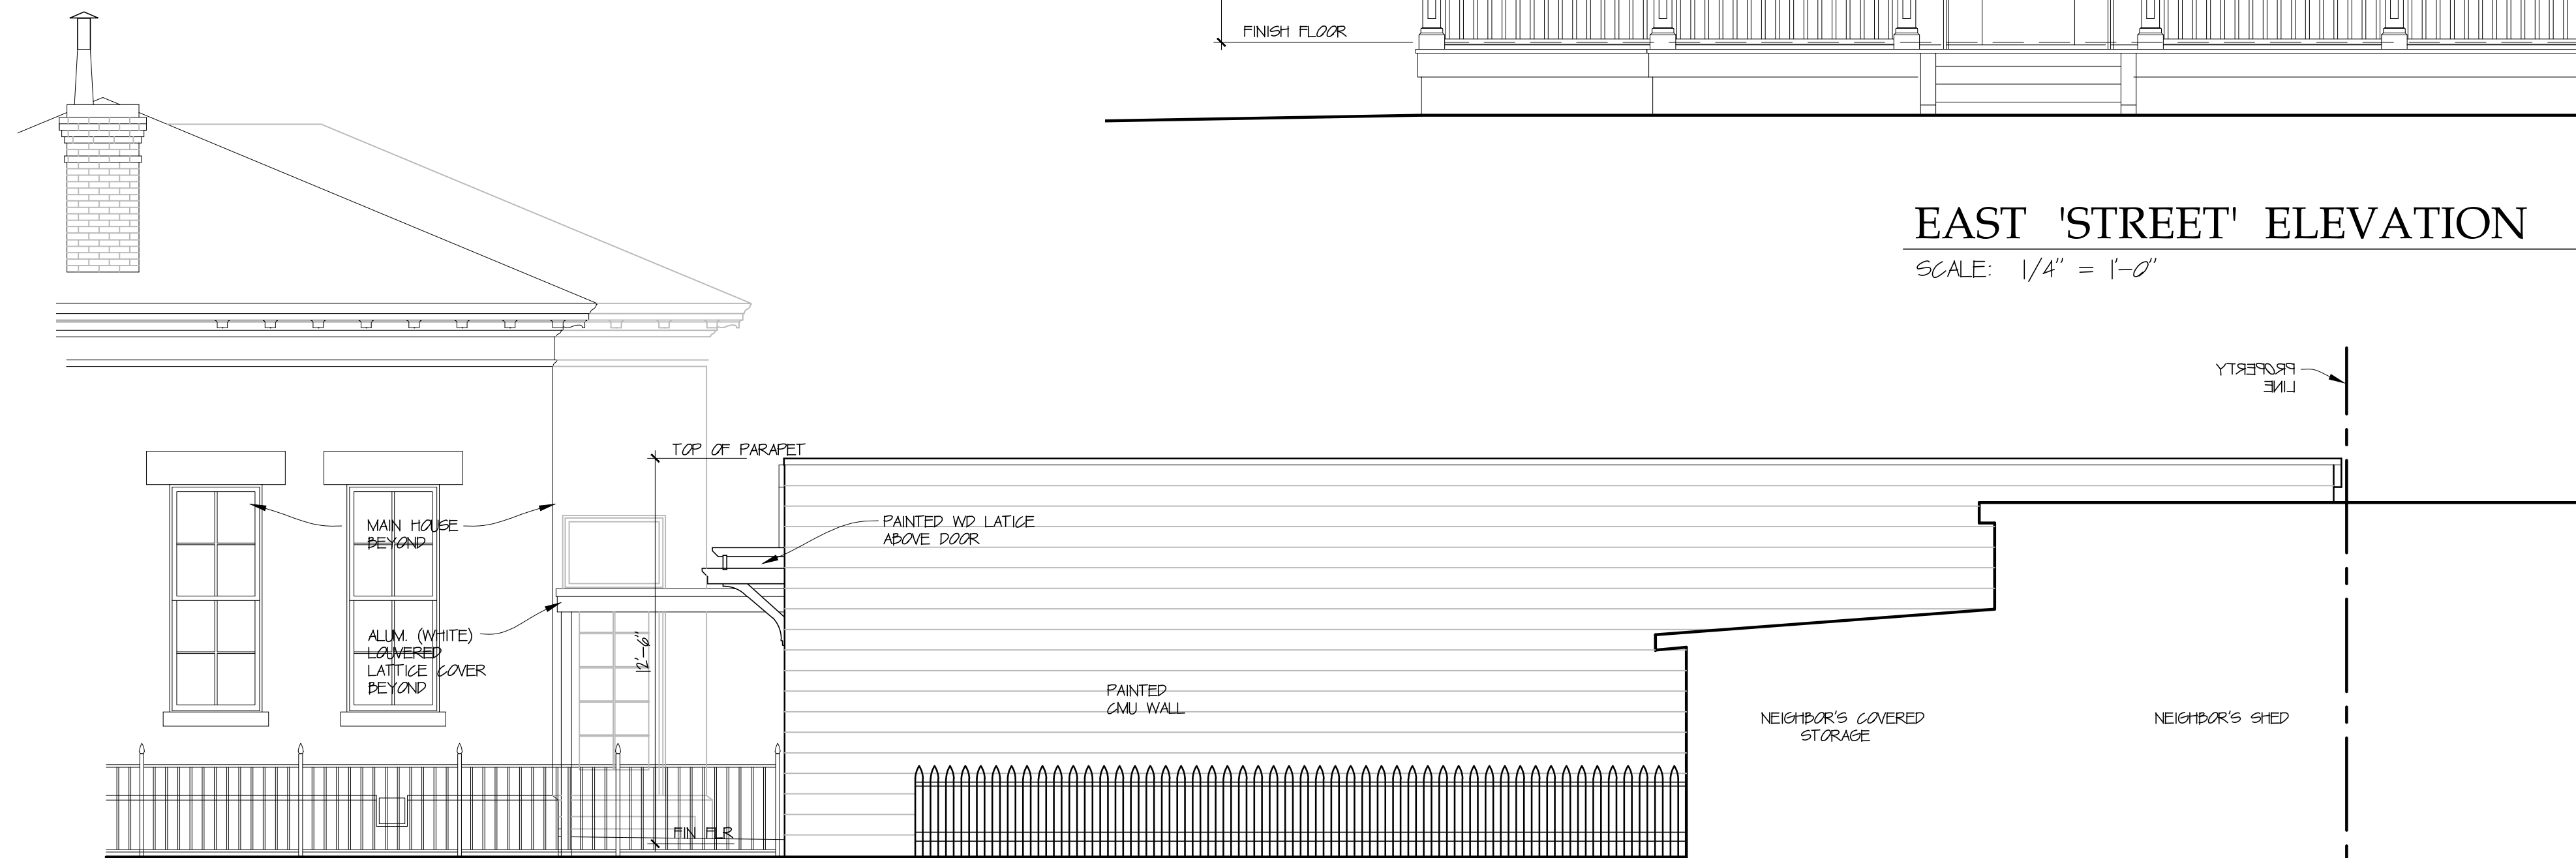 FINISH FLOOR
EAST 'STREET' ELEVATION
SCALE: 1/4" = 1'-0"
PROPERTY
LINE
TOP OF PARAPET
MAIN HOUSE
BEYOND
PAINTED WD LATICE
ABOVE DOOR
ALUM. (WHITE)
LOUVERED
LATTICE COVER
BEYOND
12'-6"
PAINTED
CMU WALL
NEIGHBOR'S COVERED
STORAGE
NEIGHBOR'S SHED
FIN FLR